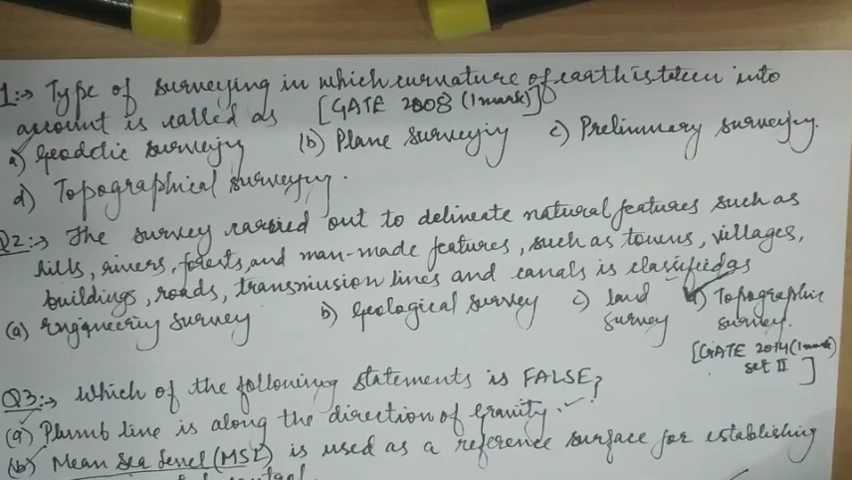 1:→ Type of surveying in which curvature of earth is taken into
account is called as [GATE 2008 (1 mark)]
a) Geodetic surveying (b) Plane surveying c) Preliminary surveying.
d) Topographical surveying.
Q2:→ The survey carried out to delineate natural features such as
hills, rivers, forests, and man-made features, such as towns, villages,
buildings, roads, transmission lines and canals is classified as
(a) Engineering survey b) Geological survey c) land survey d) Topographic survey.
[GATE 2014 (1 mark) set II]
Q3:→ Which of the following statements is FALSE?
(a) Plumb line is along the direction of gravity.
(b) Mean Sea Level (MSL) is used as a reference surface for establishing